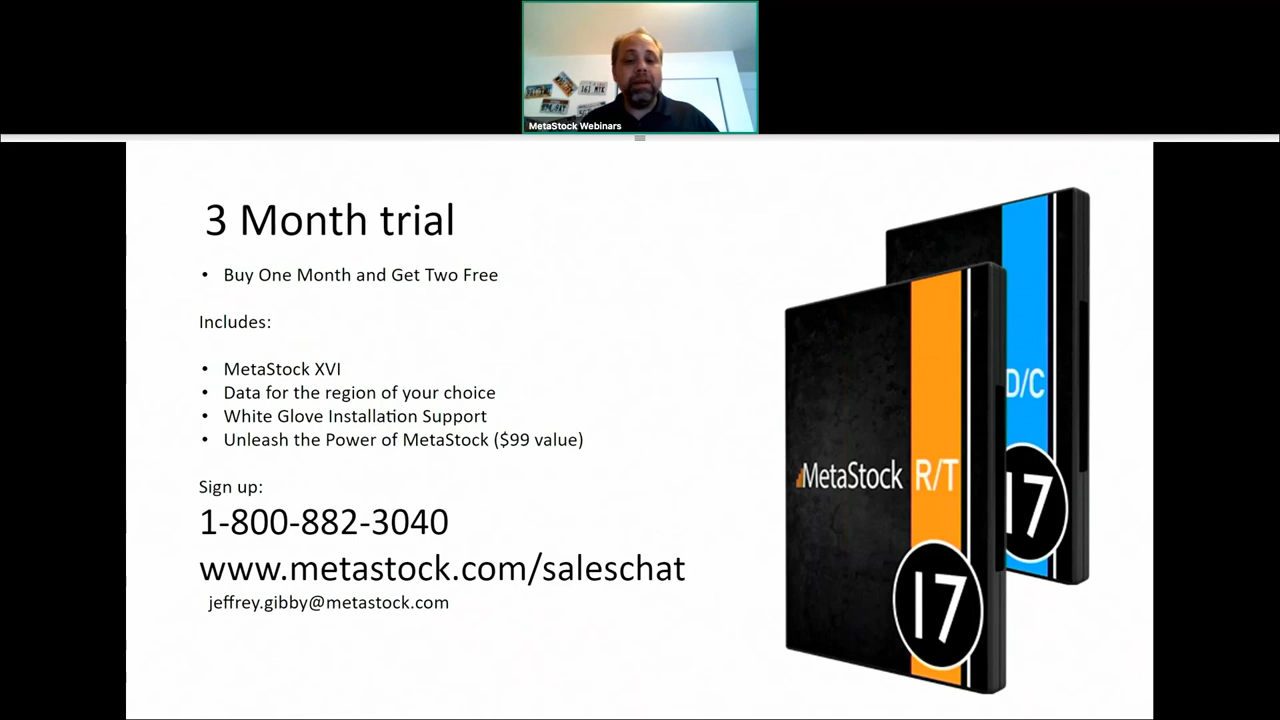 MetaStock Webinars
3 Month trial
• Buy One Month and Get Two Free
Includes:
• MetaStock XVI
• Data for the region of your choice
• White Glove Installation Support
• Unleash the Power of MetaStock ($99 value)
Sign up:
1-800-882-3040
www.metastock.com/saleschat
jeffrey.gibby@metastock.com
D/C
17
MetaStock R/T
17